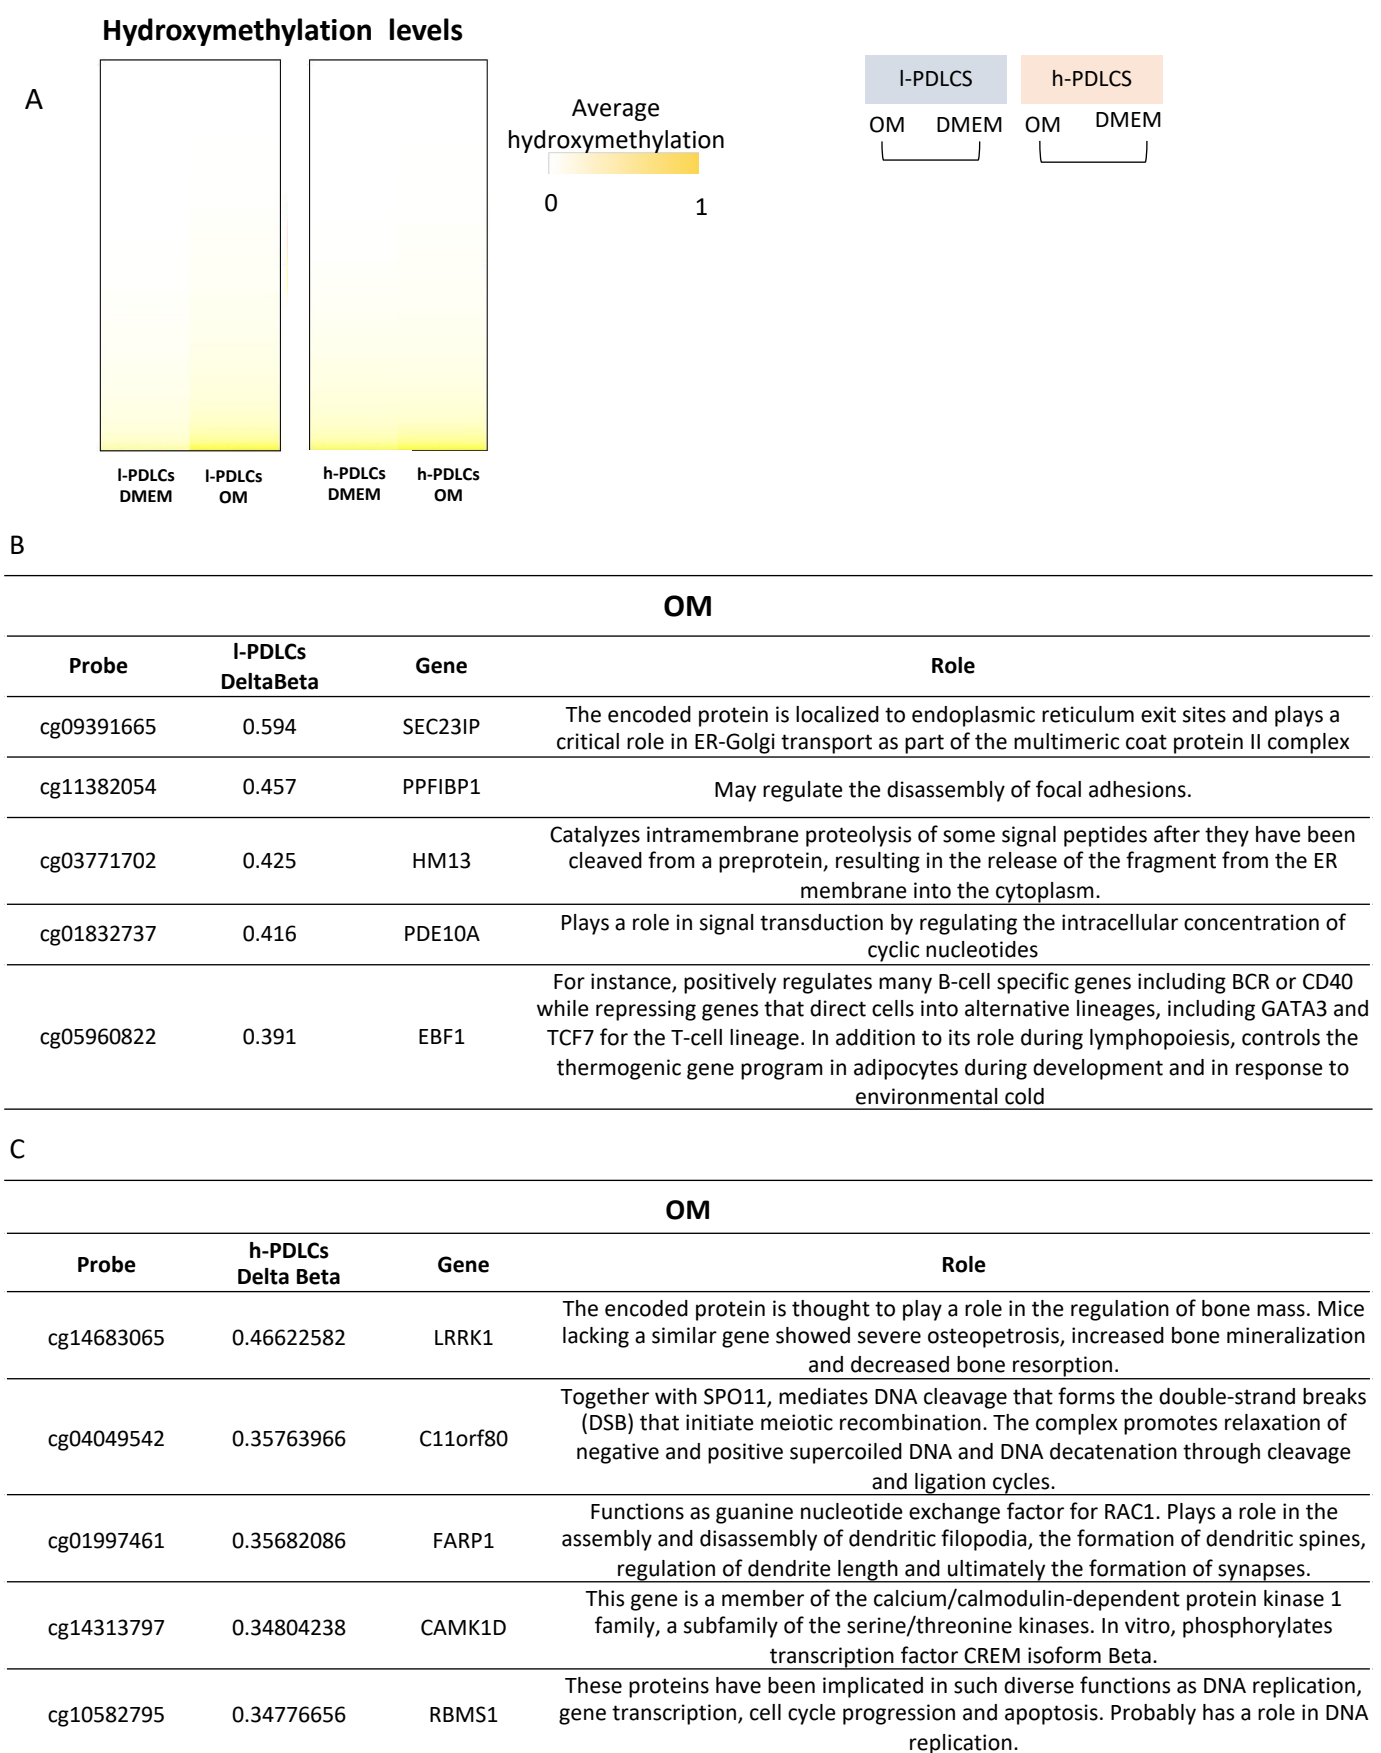 Hydroxymethylation levels
A
Average
hydroxymethylation
0 1
l-PDLCS h-PDLCS
OM DMEM OM DMEM
l-PDLCs
DMEM
l-PDLCs
OM
h-PDLCs
DMEM
h-PDLCs
OM
B
OM
Probe
l-PDLCs
DeltaBeta
Gene
Role
cg09391665 0.594 SEC23IP
The encoded protein is localized to endoplasmic reticulum exit sites and plays a
critical role in ER-Golgi transport as part of the multimeric coat protein II complex
cg11382054 0.457 PPFIBP1
May regulate the disassembly of focal adhesions.
cg03771702 0.425 HM13
Catalyzes intramembrane proteolysis of some signal peptides after they have been
cleaved from a preprotein, resulting in the release of the fragment from the ER
membrane into the cytoplasm.
cg01832737 0.416 PDE10A
Plays a role in signal transduction by regulating the intracellular concentration of
cyclic nucleotides
cg05960822 0.391 EBF1
For instance, positively regulates many B-cell specific genes including BCR or CD40
while repressing genes that direct cells into alternative lineages, including GATA3 and
TCF7 for the T-cell lineage. In addition to its role during lymphopoiesis, controls the
thermogenic gene program in adipocytes during development and in response to
environmental cold
C
OM
Probe
h-PDLCs
Delta Beta
Gene
Role
cg14683065 0.46622582 LRRK1
The encoded protein is thought to play a role in the regulation of bone mass. Mice
lacking a similar gene showed severe osteopetrosis, increased bone mineralization
and decreased bone resorption.
cg04049542 0.35763966 C11orf80
Together with SPO11, mediates DNA cleavage that forms the double-strand breaks
(DSB) that initiate meiotic recombination. The complex promotes relaxation of
negative and positive supercoiled DNA and DNA decatenation through cleavage
and ligation cycles.
cg01997461 0.35682086 FARP1
Functions as guanine nucleotide exchange factor for RAC1. Plays a role in the
assembly and disassembly of dendritic filopodia, the formation of dendritic spines,
regulation of dendrite length and ultimately the formation of synapses.
cg14313797 0.34804238 CAMK1D
This gene is a member of the calcium/calmodulin-dependent protein kinase 1
family, a subfamily of the serine/threonine kinases. In vitro, phosphorylates
transcription factor CREM isoform Beta.
cg10582795 0.34776656 RBMS1
These proteins have been implicated in such diverse functions as DNA replication,
gene transcription, cell cycle progression and apoptosis. Probably has a role in DNA
replication.